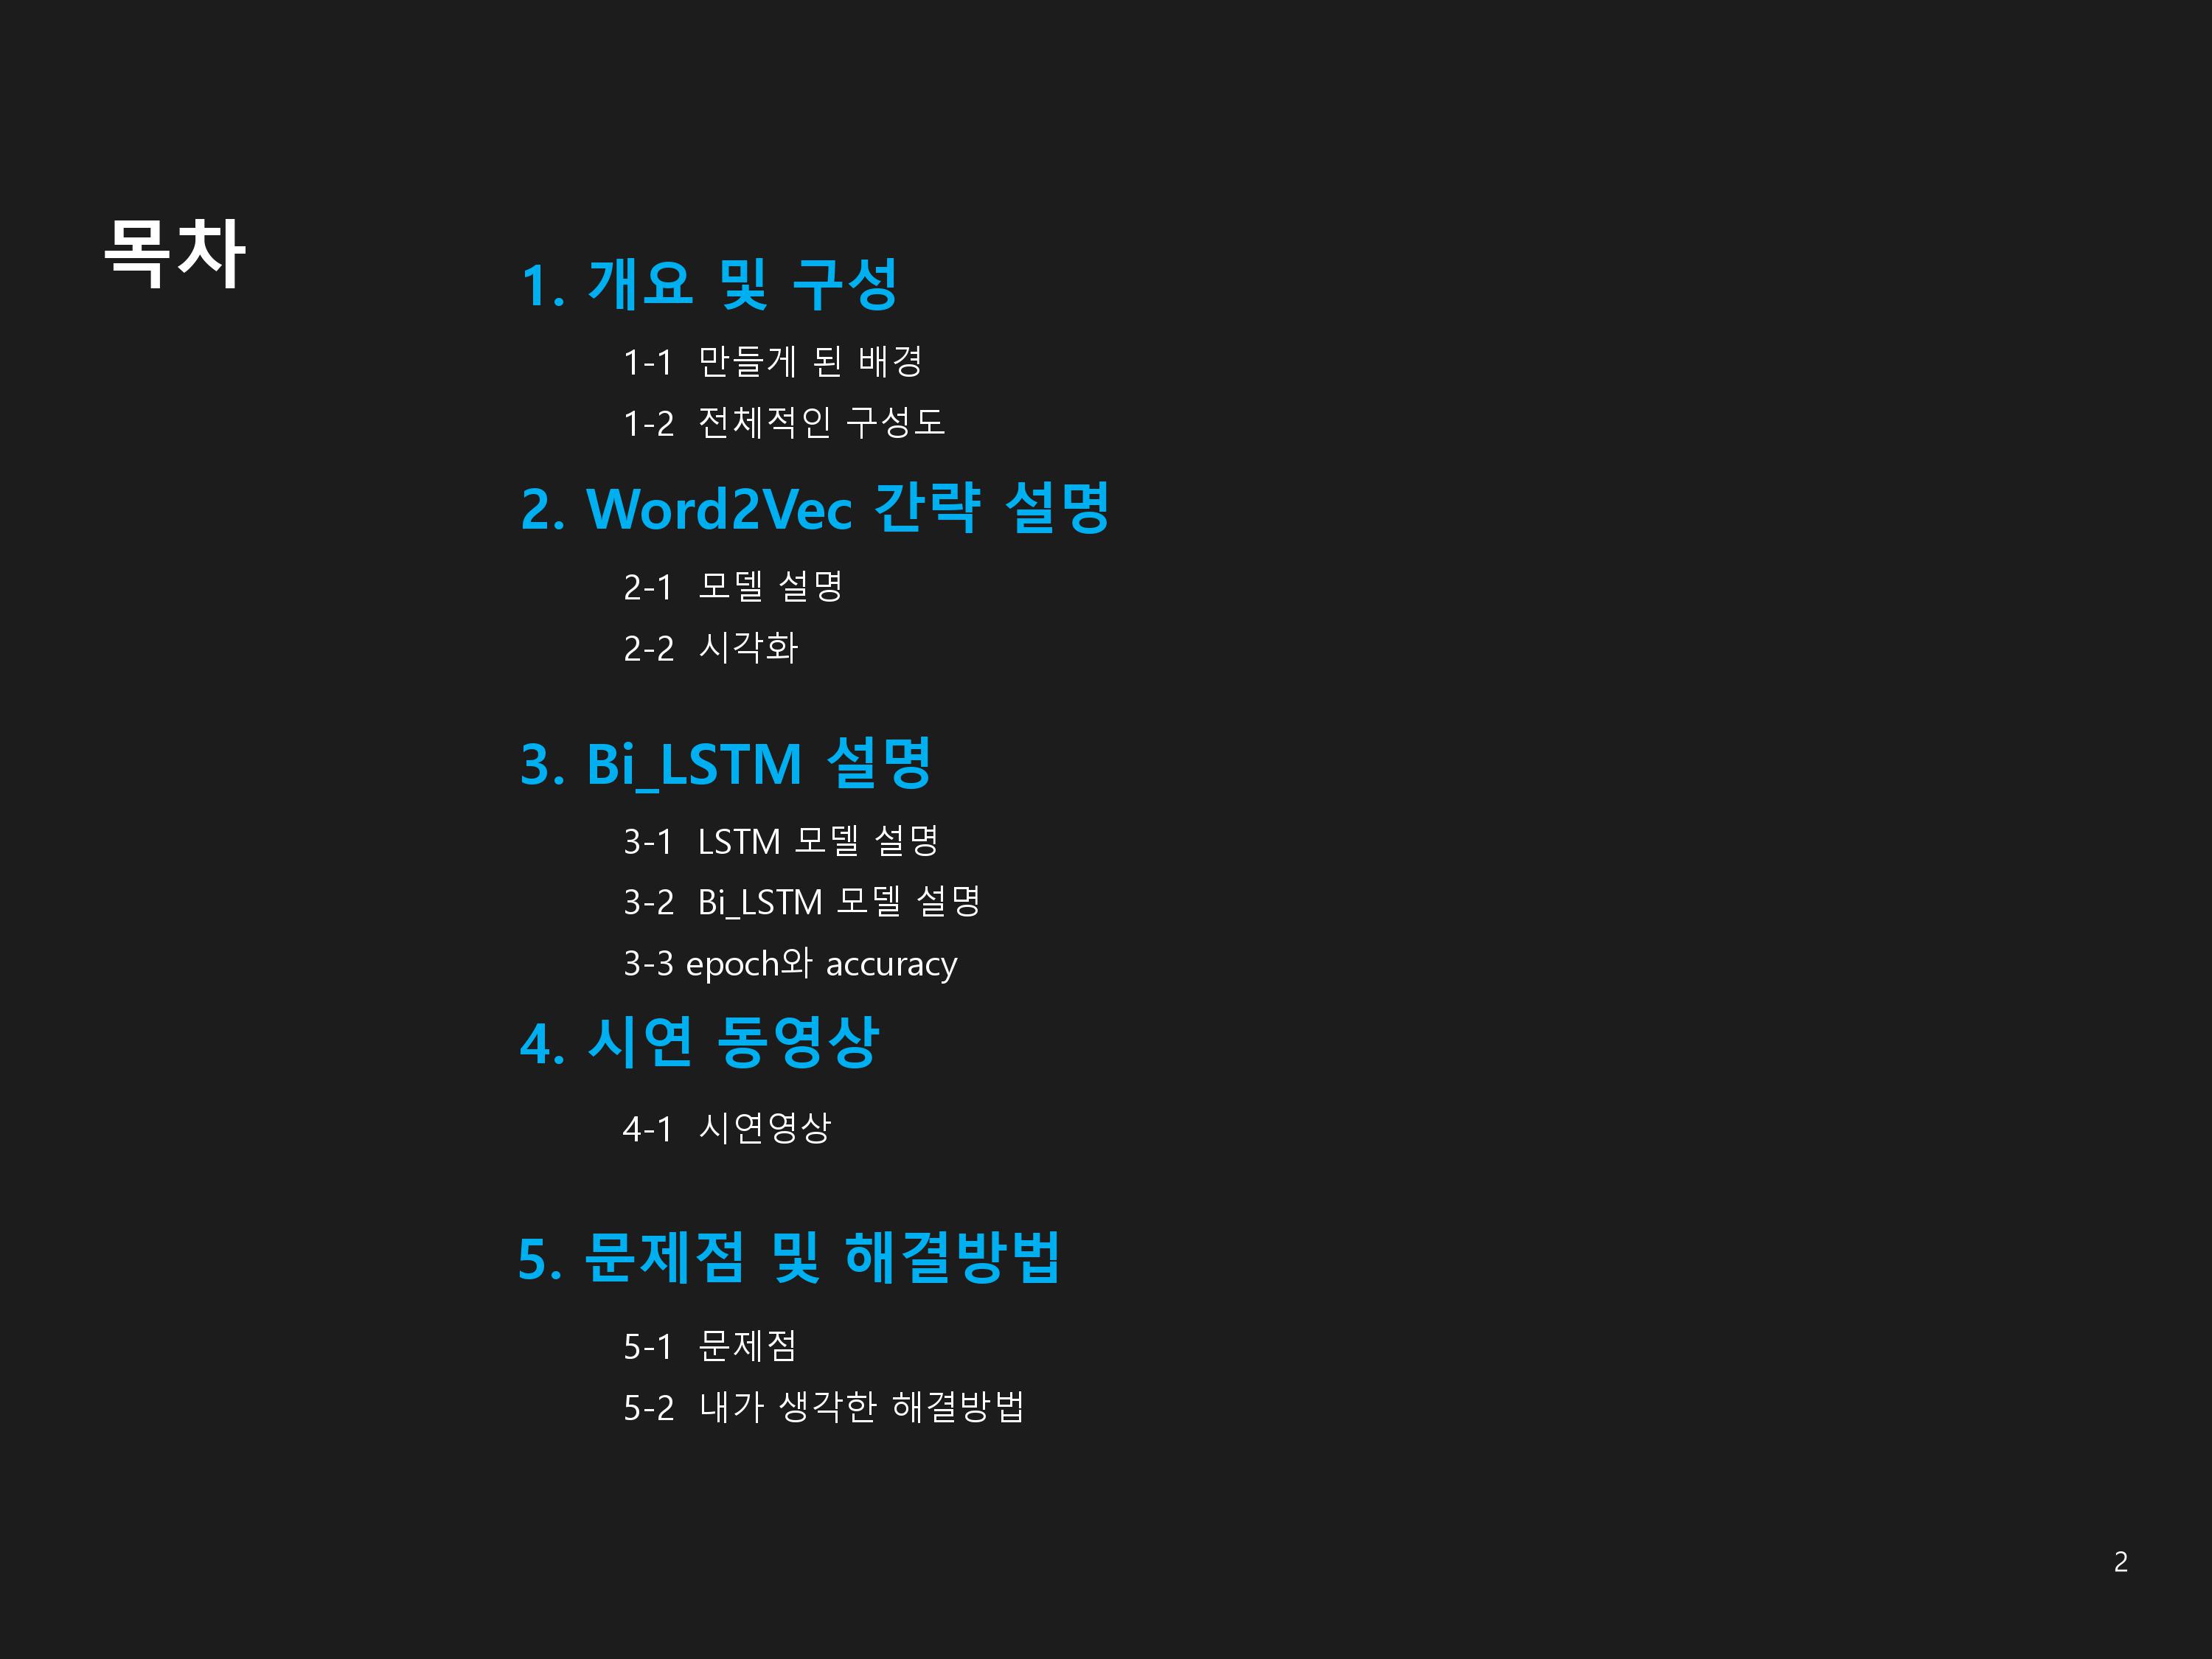 목차
1. 개요 및 구성
1-1 만들게 된 배경
1-2 전체적인 구성도
2. Word2Vec 간략 설명
2-1 모델 설명
2-2 시각화
3. Bi_LSTM 설명
3-1 LSTM 모델 설명
3-2 Bi_LSTM 모델 설명
3-3 epoch와 accuracy
4. 시연 동영상
4-1 시연영상
5. 문제점 및 해결방법
5-1 문제점
5-2 내가 생각한 해결방법
2